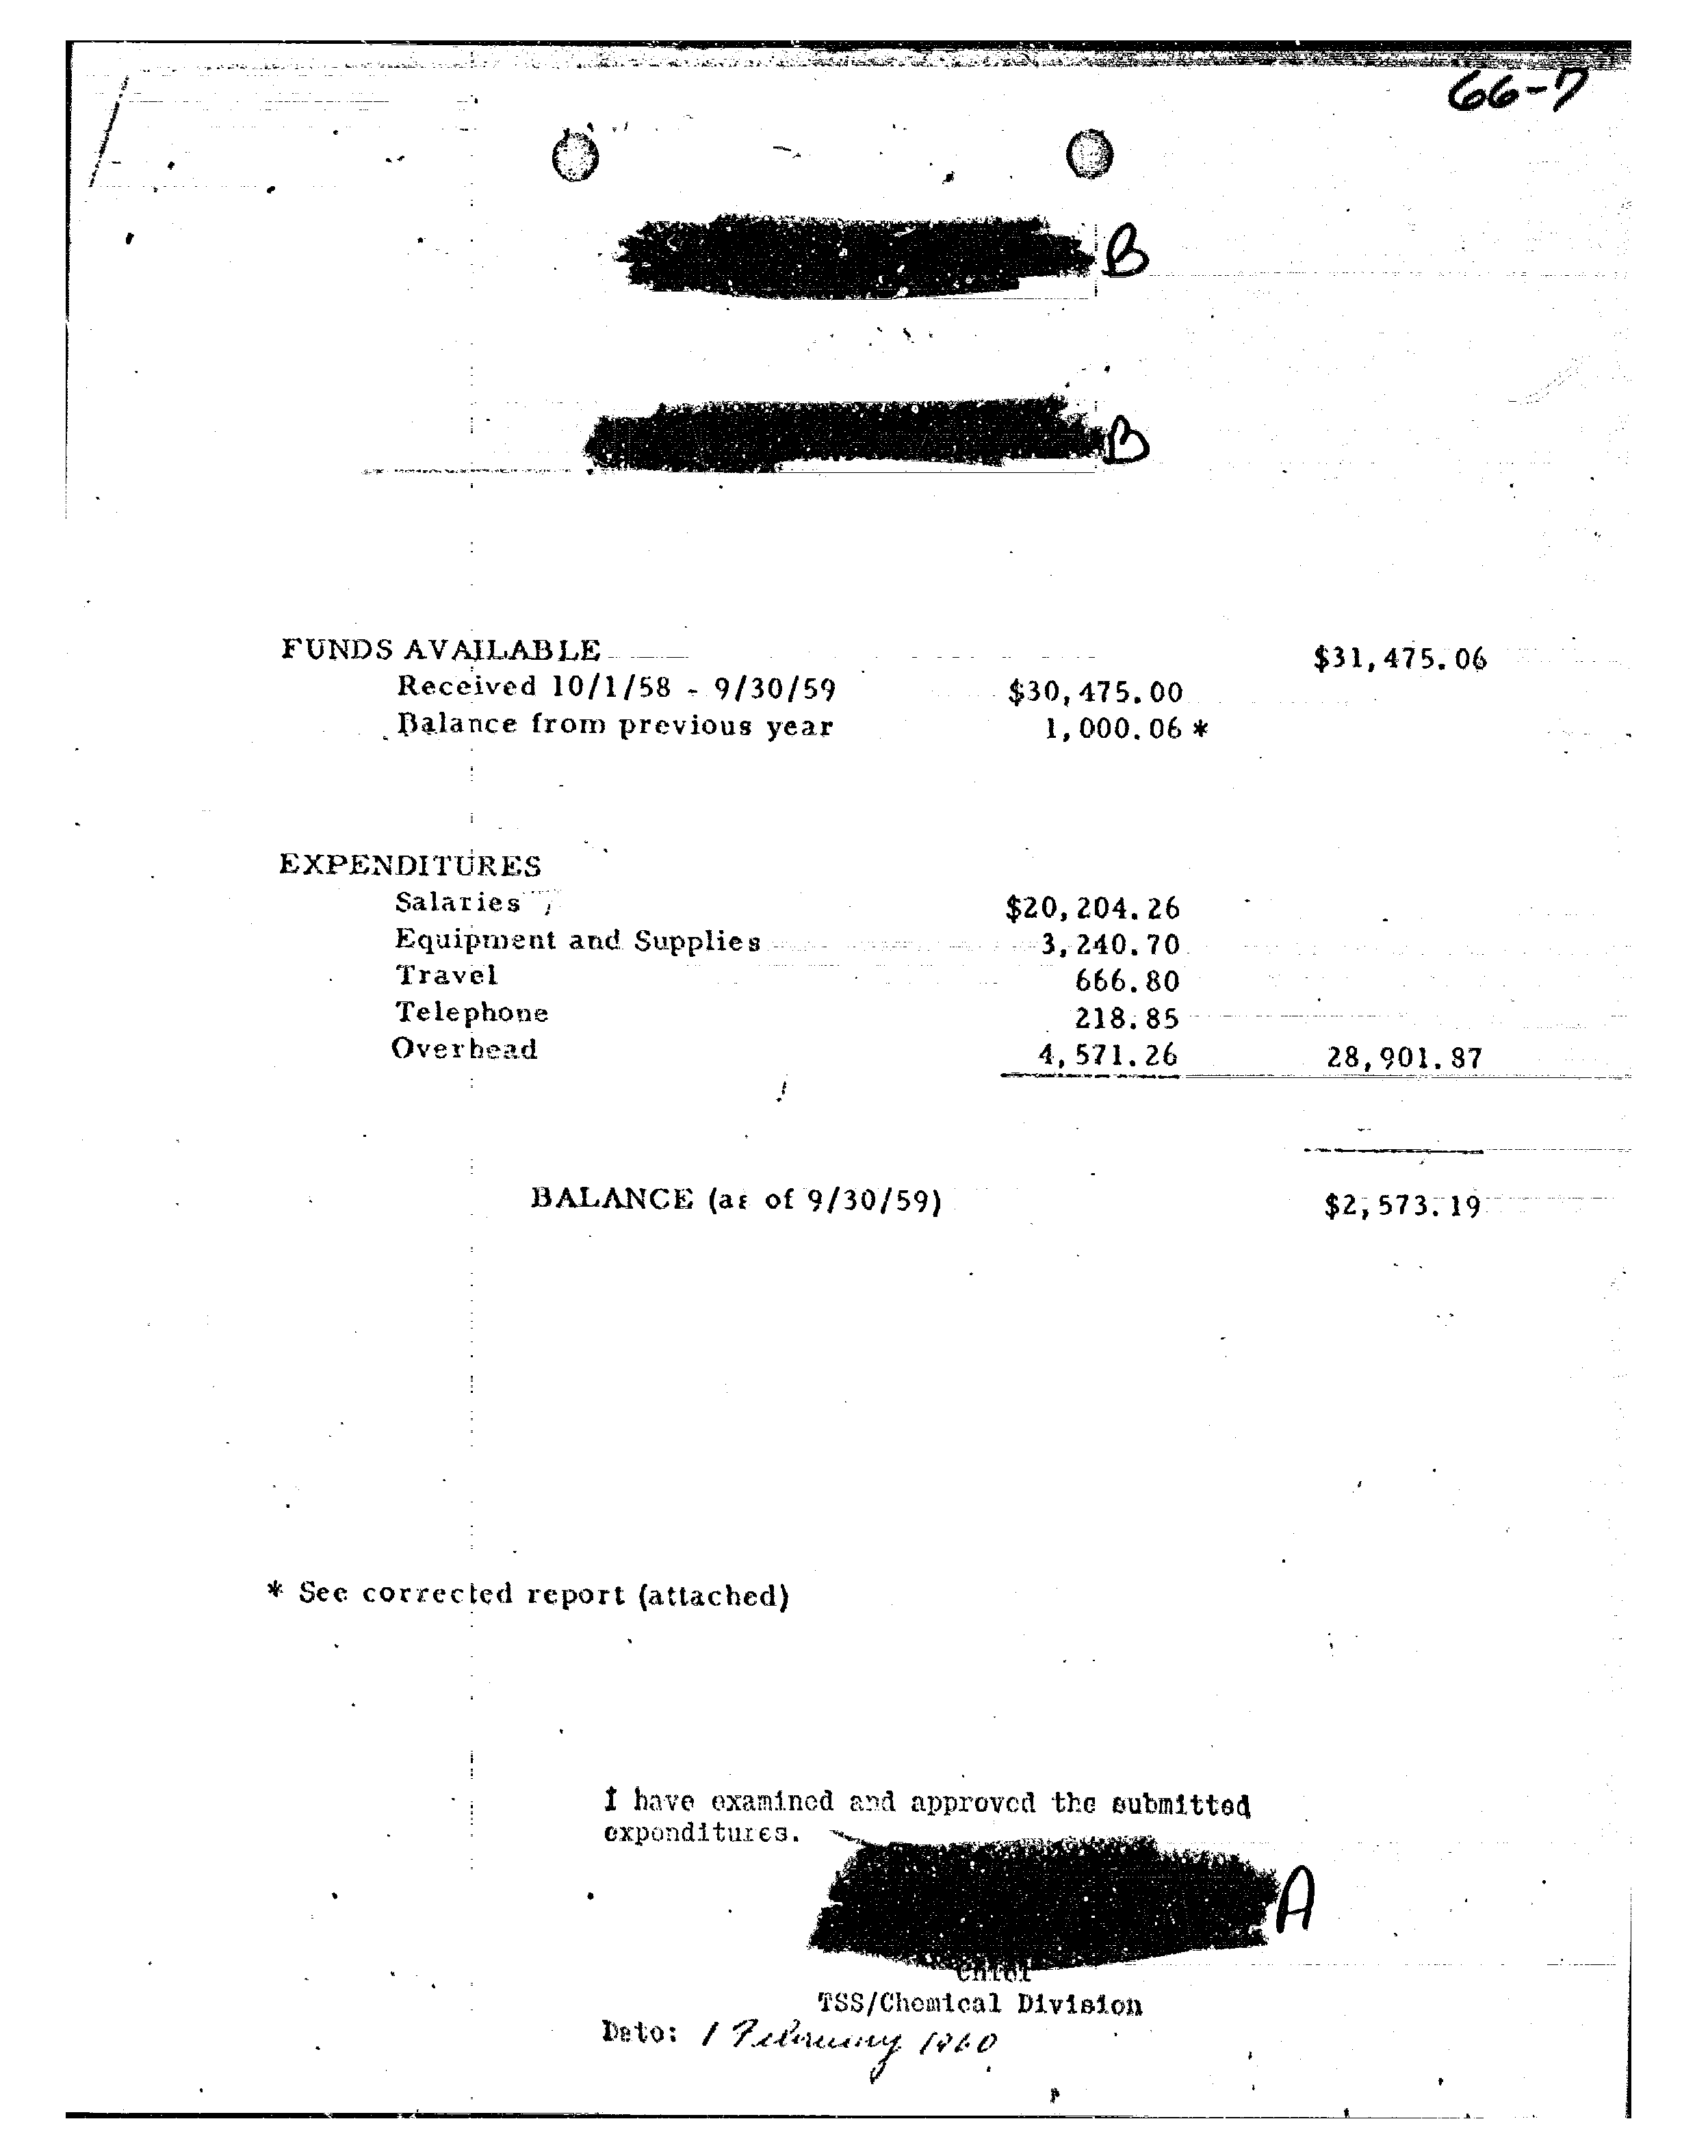 66-7
B
B
FUNDS AVAILABLE $31,475.06
Received 10/1/58 - 9/30/59 $30,475.00
Balance from previous year 1,000.06 *
EXPENDITURES
Salaries $20,204.26
Equipment and Supplies 3,240.70
Travel 666.80
Telephone 218.85
Overhead 4,571.26 28,901.87
BALANCE (as of 9/30/59) $2,573.19
* See corrected report (attached)
I have examined and approved the submitted
expenditures.
A
Chief
TSS/Chemical Division
Date: 1 February 1960